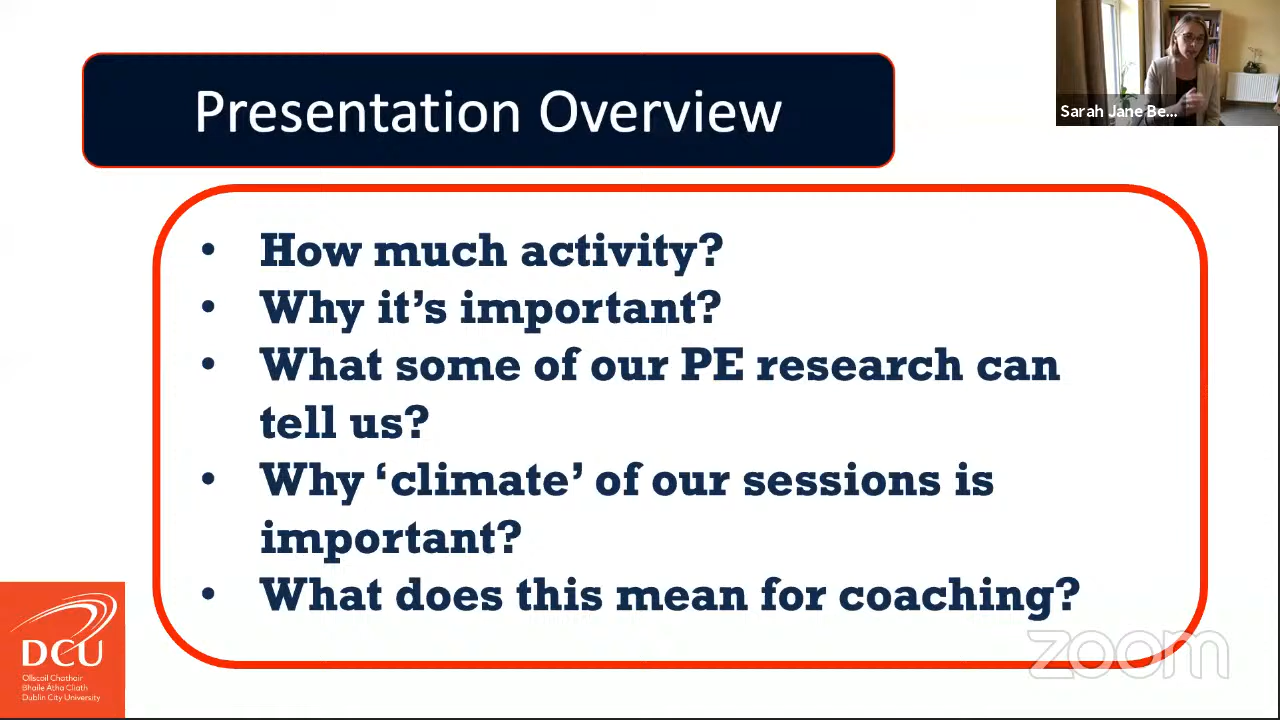 Presentation Overview
Sarah Jane Be...
• How much activity?
• Why it’s important?
• What some of our PE research can
tell us?
• Why ‘climate’ of our sessions is
important?
• What does this mean for coaching?
zoom
DCU
Ollscoil Chathair
Bhaile Átha Cliath
Dublin City University